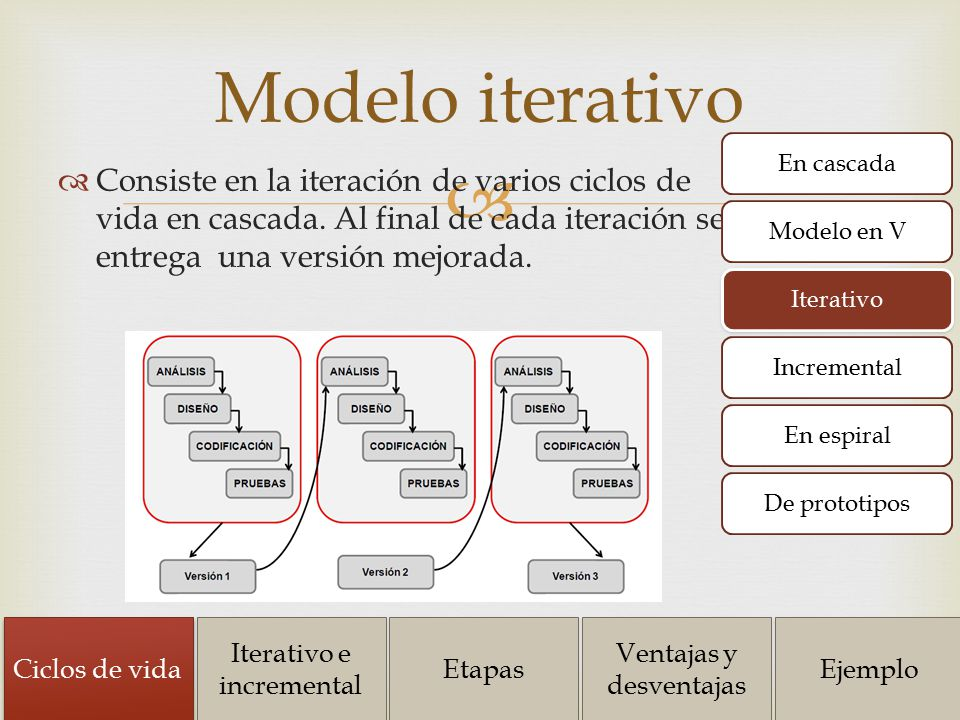 Modelo iterativo
Consiste en la iteración de varios ciclos de
vida en cascada. Al final de cada iteración se
entrega una versión mejorada.
En cascada
Modelo en V
Iterativo
Incremental
En espiral
De prototipos
ANÁLISIS
DISEÑO
CODIFICACIÓN
PRUEBAS
Versión 1
ANÁLISIS
DISEÑO
CODIFICACIÓN
PRUEBAS
Versión 2
ANÁLISIS
DISEÑO
CODIFICACIÓN
PRUEBAS
Versión 3
Ciclos de vida
Iterativo e
incremental
Etapas
Ventajas y
desventajas
Ejemplo